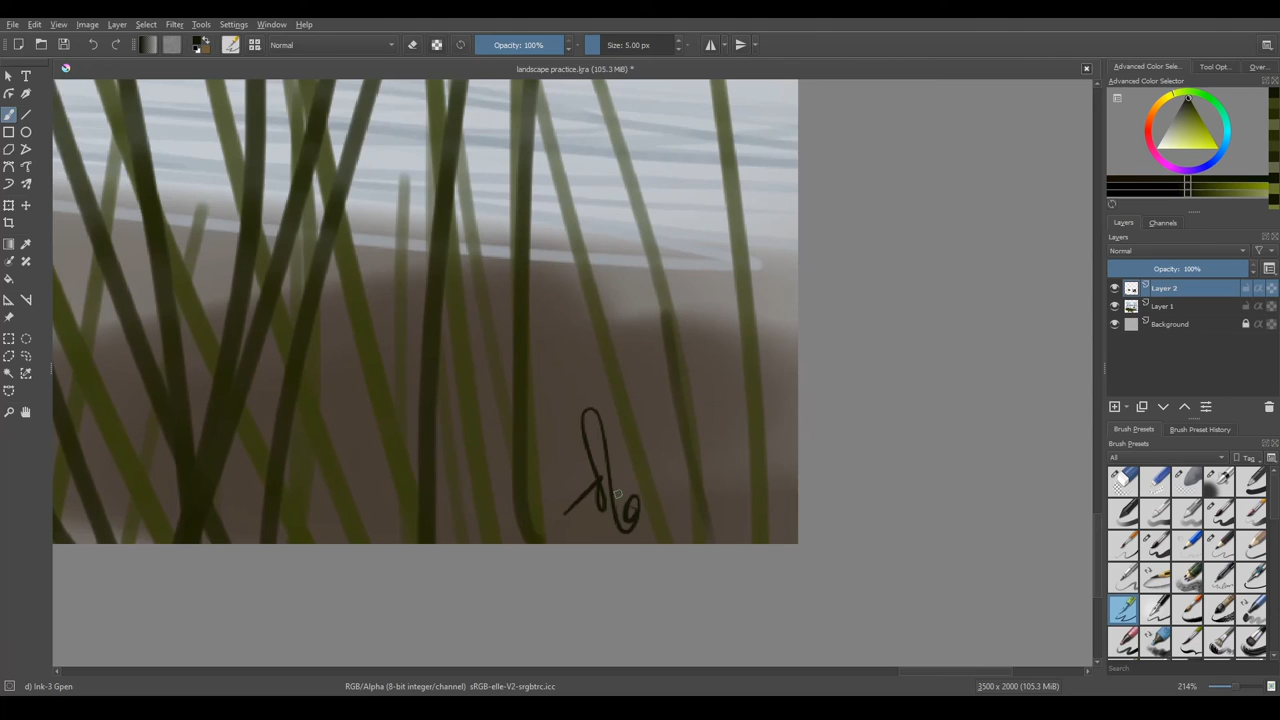 File Edit View Image Layer Select Filter Tools Settings Window Help
Normal Opacity: 100% Size: 5.00 px
landscape practice.kra (105.3 MiB) *
Advanced Color Sele... Tool Opt... Over...
Advanced Color Selector
Layers Channels
Layers
Normal
Opacity: 100%
Layer 2
Layer 1
Background
Brush Presets Brush Preset History
Brush Presets
All Tag
Search
d) Ink-3 Gpen RGB/Alpha (8-bit integer/channel) sRGB-elle-V2-srgbtrc.icc 3500 x 2000 (105.3 MiB) 214%